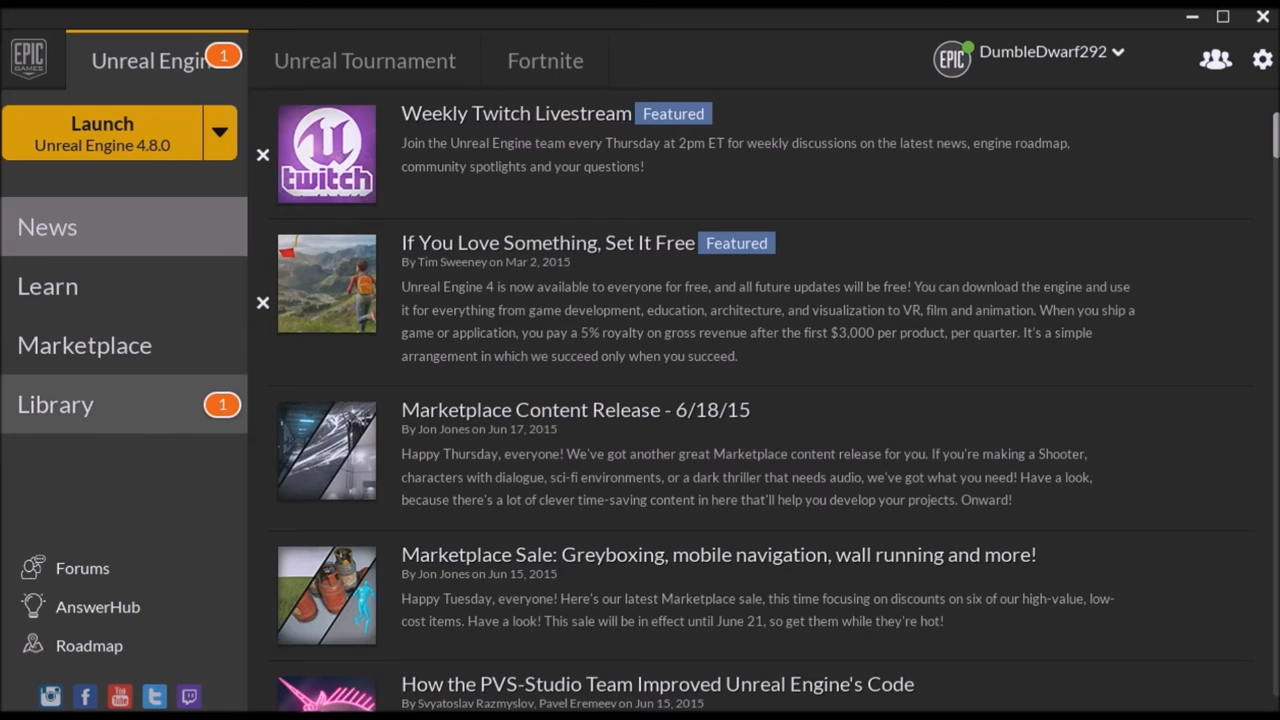 EPIC
GAMES
Unreal Engin
1
Unreal Tournament
Fortnite
EPIC
DumbleDwarf292
Launch
Unreal Engine 4.8.0
News
Learn
Marketplace
Library
1
Forums
AnswerHub
Roadmap
You
Tube
twitch
Weekly Twitch Livestream Featured
Join the Unreal Engine team every Thursday at 2pm ET for weekly discussions on the latest news, engine roadmap,
community spotlights and your questions!
If You Love Something, Set It Free Featured
By Tim Sweeney on Mar 2, 2015
Unreal Engine 4 is now available to everyone for free, and all future updates will be free! You can download the engine and use
it for everything from game development, education, architecture, and visualization to VR, film and animation. When you ship a
game or application, you pay a 5% royalty on gross revenue after the first $3,000 per product, per quarter. It's a simple
arrangement in which we succeed only when you succeed.
Marketplace Content Release - 6/18/15
By Jon Jones on Jun 17, 2015
Happy Thursday, everyone! We've got another great Marketplace content release for you. If you're making a Shooter,
characters with dialogue, sci-fi environments, or a dark thriller that needs audio, we've got what you need! Have a look,
because there's a lot of clever time-saving content in here that'll help you develop your projects. Onward!
Marketplace Sale: Greyboxing, mobile navigation, wall running and more!
By Jon Jones on Jun 15, 2015
Happy Tuesday, everyone! Here's our latest Marketplace sale, this time focusing on discounts on six of our high-value, low-
cost items. Have a look! This sale will be in effect until June 21, so get them while they're hot!
How the PVS-Studio Team Improved Unreal Engine's Code
By Svyatoslav Razmyslov, Pavel Eremeev on Jun 15, 2015